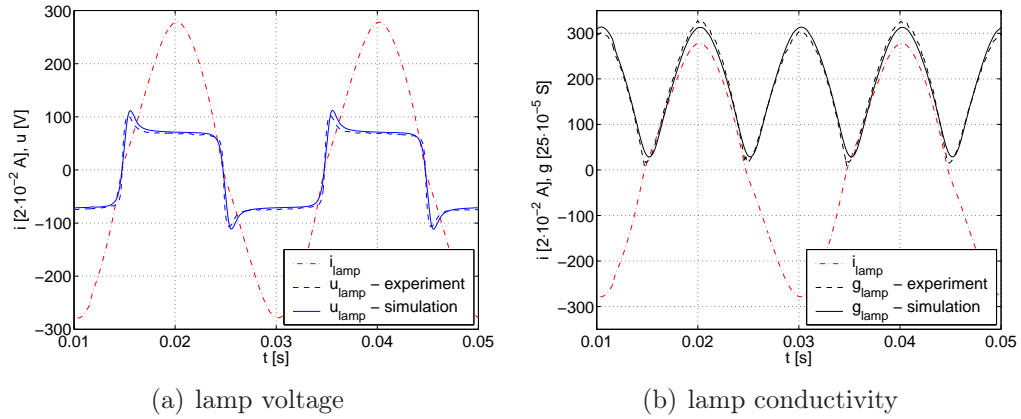 300
200
100
0
−100
−200
−300
i [2·10⁻² A], u [V]
0.01 0.02 0.03 0.04 0.05
t [s]
i_lamp
u_lamp − experiment
u_lamp − simulation
(a) lamp voltage
300
200
100
0
−100
−200
−300
i [2·10⁻² A], g [25·10⁻⁵ S]
0.01 0.02 0.03 0.04 0.05
t [s]
i_lamp
g_lamp − experiment
g_lamp − simulation
(b) lamp conductivity